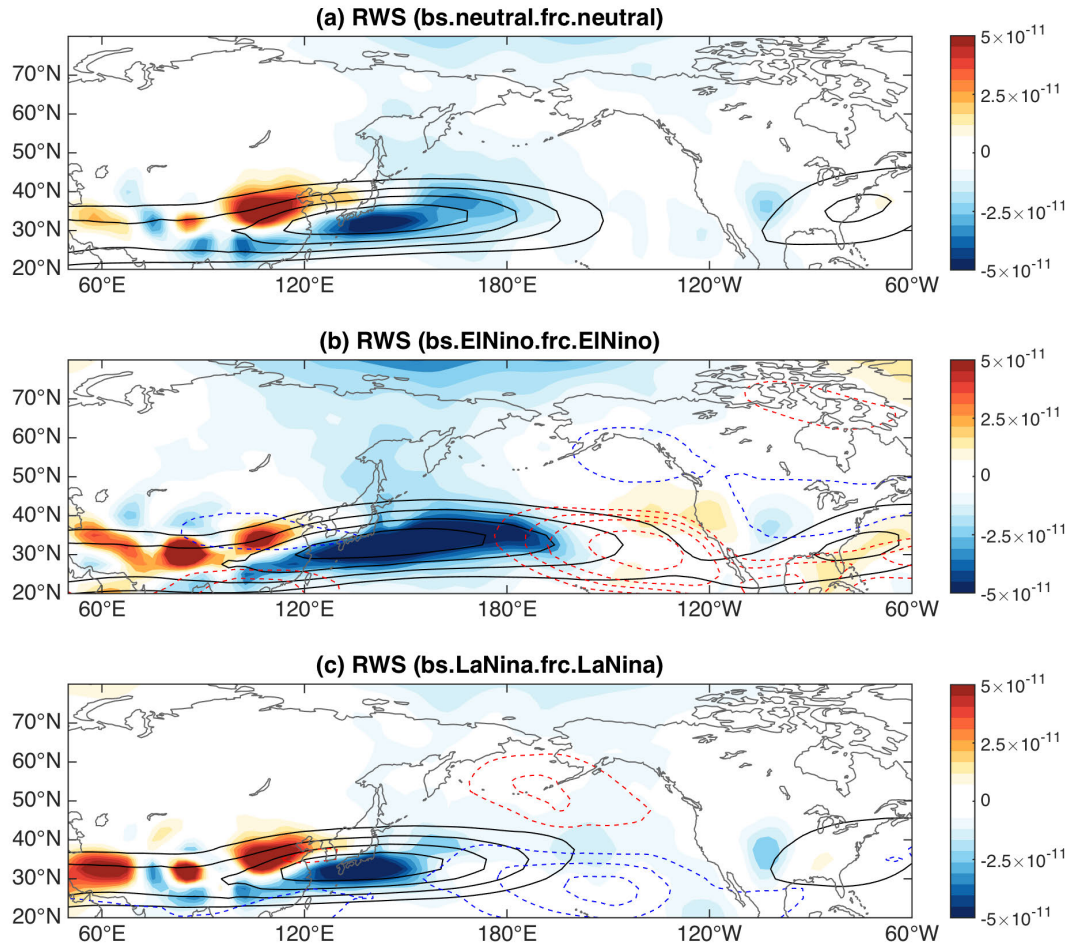 (a) RWS (bs.neutral.frc.neutral)
70°N
60°N
50°N
40°N
30°N
20°N
60°E 120°E 180°E 120°W 60°W
5×10⁻¹¹
2.5×10⁻¹¹
0
-2.5×10⁻¹¹
-5×10⁻¹¹
(b) RWS (bs.ElNino.frc.ElNino)
70°N
60°N
50°N
40°N
30°N
20°N
60°E 120°E 180°E 120°W 60°W
5×10⁻¹¹
2.5×10⁻¹¹
0
-2.5×10⁻¹¹
-5×10⁻¹¹
(c) RWS (bs.LaNina.frc.LaNina)
70°N
60°N
50°N
40°N
30°N
20°N
60°E 120°E 180°E 120°W 60°W
5×10⁻¹¹
2.5×10⁻¹¹
0
-2.5×10⁻¹¹
-5×10⁻¹¹